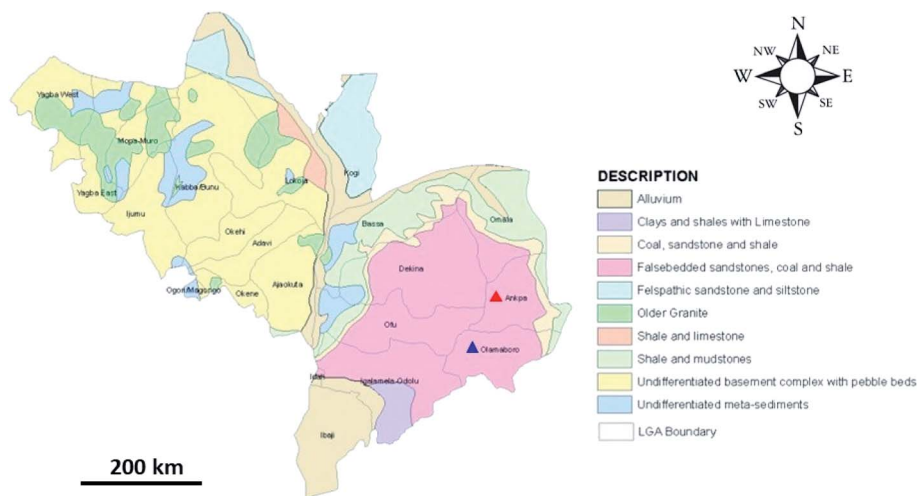 N
NW
NE
W
E
SW
SE
S
Yagba West
Mopa-Muro
Kabba/Bunu
Lokoja
Kogi
Yagba East
Ijumu
Bassa
Omala
Okehi
Adavi
Dekina
Ankpa
Ogori/Magongo
Okene
Ajaokuta
Ofu
Olamaboro
Idah
Igalamela-Odolu
Ibaji
200 km
DESCRIPTION
Alluvium
Clays and shales with Limestone
Coal, sandstone and shale
Falsebedded sandstones, coal and shale
Felspathic sandstone and siltstone
Older Granite
Shale and limestone
Shale and mudstones
Undifferentiated basement complex with pebble beds
Undifferentiated meta-sediments
LGA Boundary